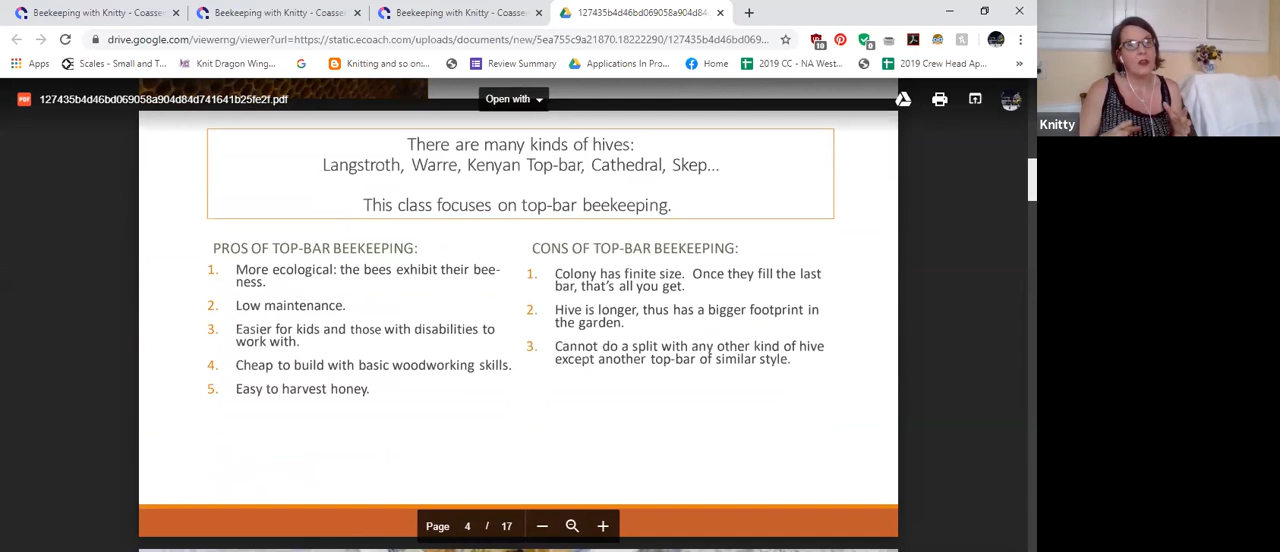 Beekeeping with Knitty - Coasse
Beekeeping with Knitty - Coasse
Beekeeping with Knitty - Coasse
127435b4d46bd069058a904d84
drive.google.com/viewerng/viewer?url=https://static.ecoach.com/uploads/documents/new/5ea755c9a21870.18222290/127435b4d46bd069...
10
0
Apps
Scales - Small and T...
Knit Dragon Wing...
G
Knitting and so on:
Review Summary
Applications In Pro...
Home
2019 CC - NA West...
2019 Crew Head Ap...
»
PDF
127435b4d46bd069058a904d84d741641b25fe2f.pdf
Open with
Knitty
There are many kinds of hives:
Langstroth, Warre, Kenyan Top-bar, Cathedral, Skep...
This class focuses on top-bar beekeeping.
PROS OF TOP-BAR BEEKEEPING:
1. More ecological: the bees exhibit their bee-
ness.
2. Low maintenance.
3. Easier for kids and those with disabilities to
work with.
4. Cheap to build with basic woodworking skills.
5. Easy to harvest honey.
CONS OF TOP-BAR BEEKEEPING:
1. Colony has finite size. Once they fill the last
bar, that's all you get.
2. Hive is longer, thus has a bigger footprint in
the garden.
3. Cannot do a split with any other kind of hive
except another top-bar of similar style.
Page 4 / 17